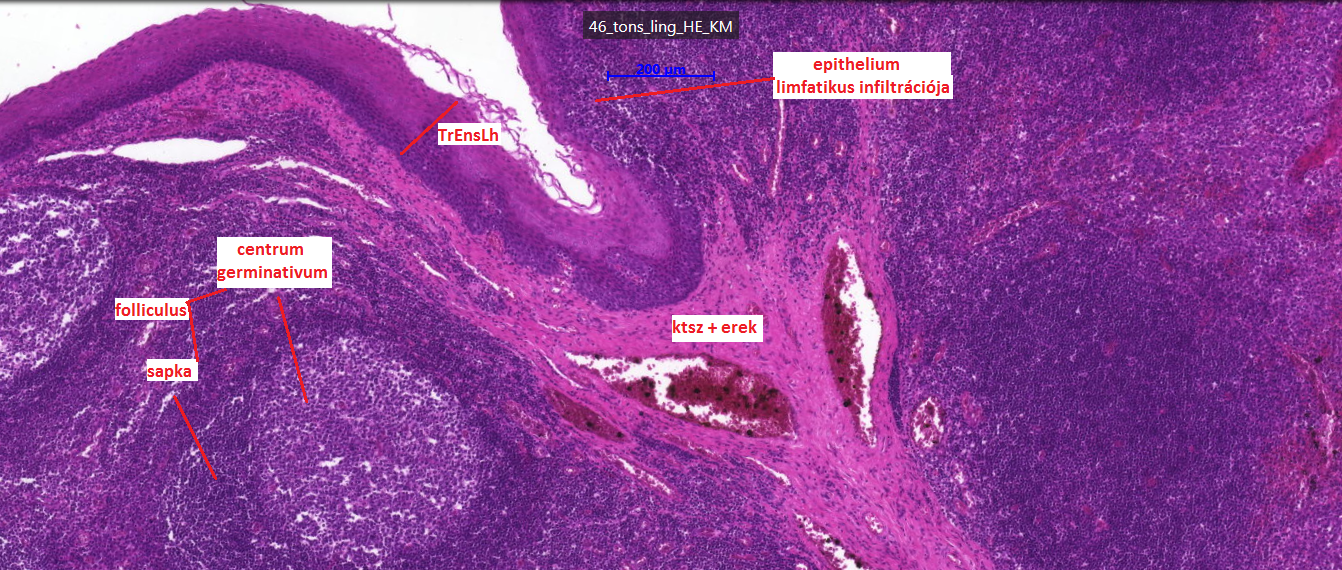 46_tons_ling_HE_KM
200 µm
epithelium
limfatikus infiltrációja
TrEnsLh
centrum
germinativum
folliculus
sapka
ktsz + erek